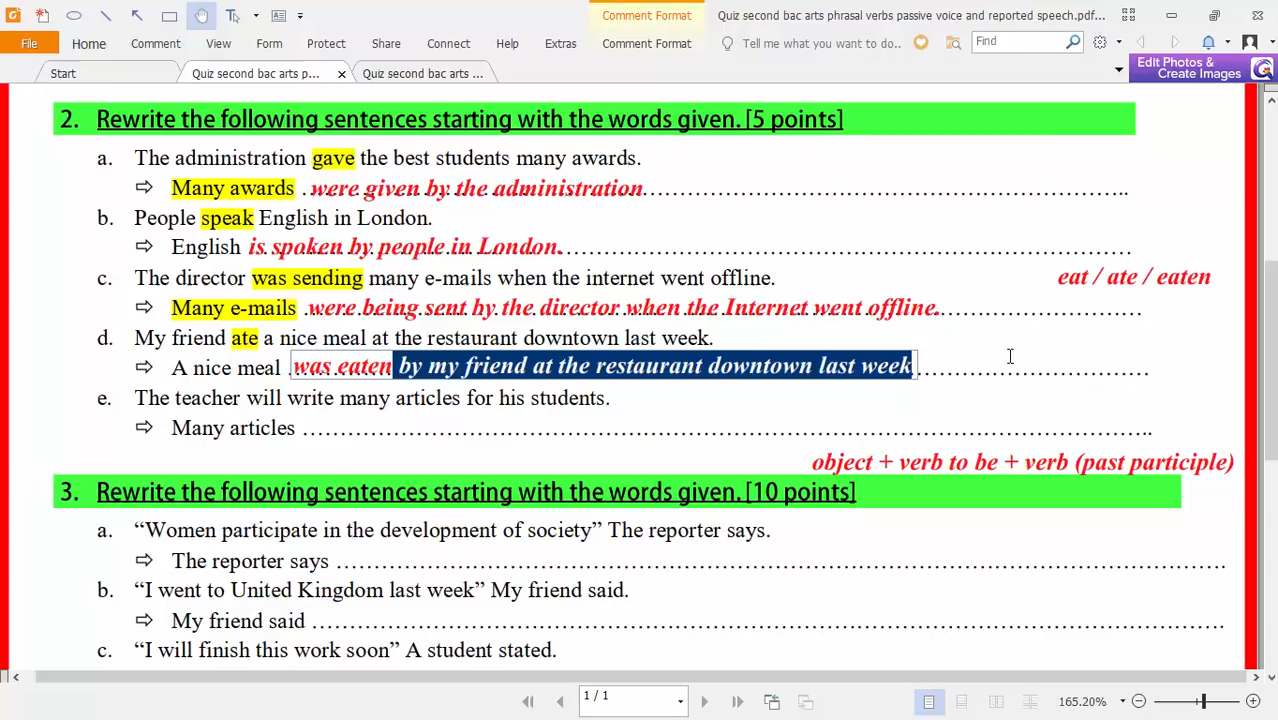 Comment Format
Quiz second bac arts phrasal verbs passive voice and reported speech.pdf...
File Home Comment View Form Protect Share Connect Help Extras Comment Format Tell me what you want to do.. Find
Start Quiz second bac arts p... Quiz second bac arts ...
Edit Photos &
Create Images
2. Rewrite the following sentences starting with the words given. [5 points]
a. The administration gave the best students many awards.
⇨ Many awards were given by the administration
b. People speak English in London.
⇨ English is spoken by people in London.
c. The director was sending many e-mails when the internet went offline.
eat / ate / eaten
⇨ Many e-mails were being sent by the director when the Internet went offline.
d. My friend ate a nice meal at the restaurant downtown last week.
⇨ A nice meal was eaten by my friend at the restaurant downtown last week
e. The teacher will write many articles for his students.
⇨ Many articles ………………………………………………………………………………..
object + verb to be + verb (past participle)
3. Rewrite the following sentences starting with the words given. [10 points]
a. “Women participate in the development of society” The reporter says.
⇨ The reporter says ……………………………………………………………………………….
b. “I went to United Kingdom last week” My friend said.
⇨ My friend said ………………………………………………………………………………….
c. “I will finish this work soon” A student stated.
1 / 1
165.20%